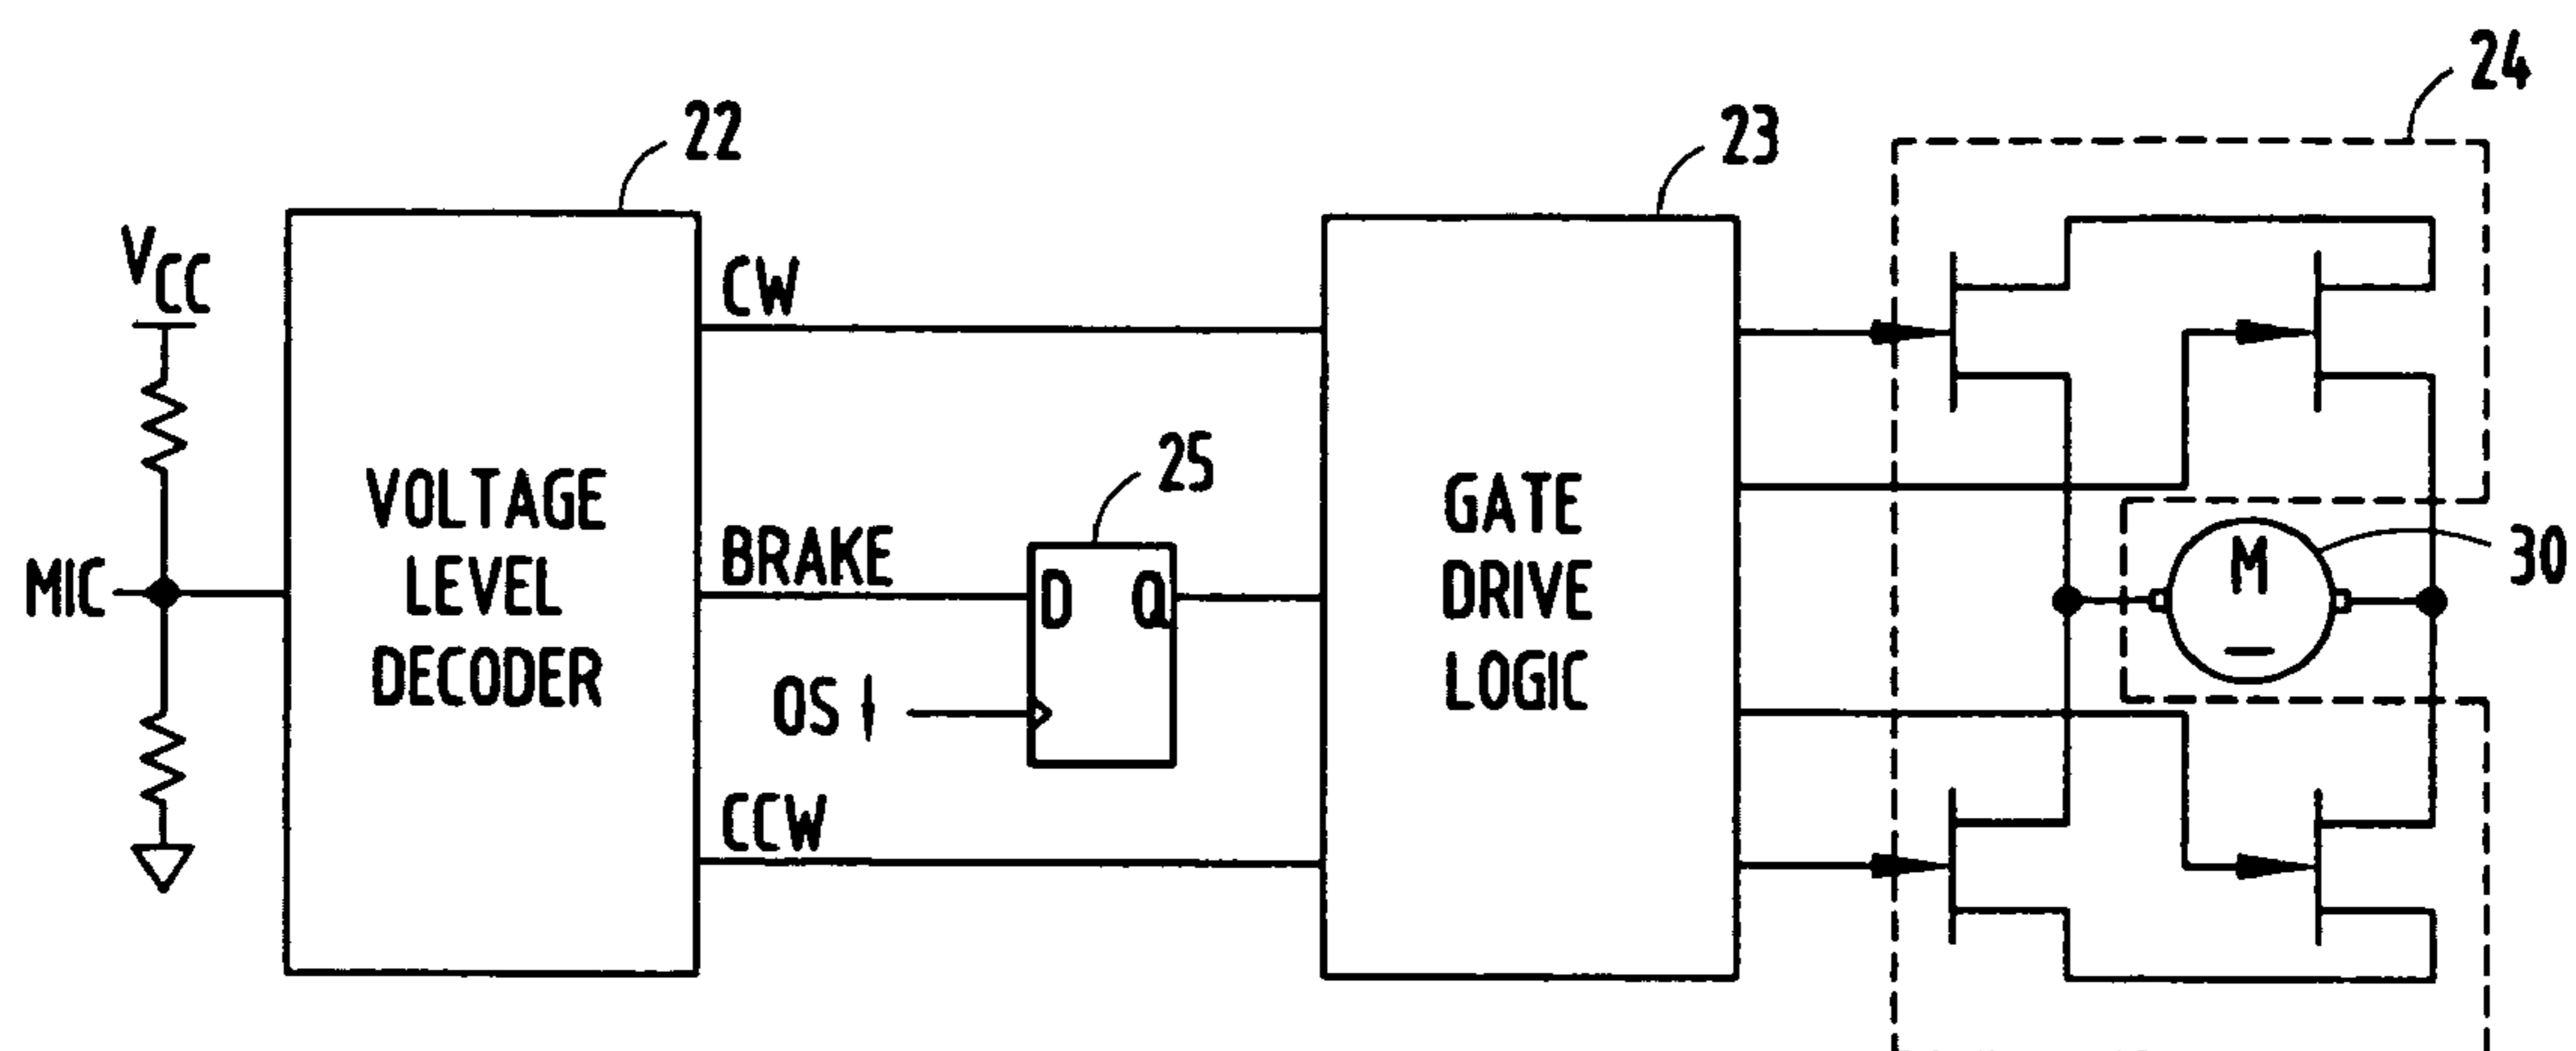 24
22
23
VCC
CW
25
VOLTAGE
LEVEL
DECODER
BRAKE
D Q
GATE
DRIVE
LOGIC
M
30
MIC
OS
CCW